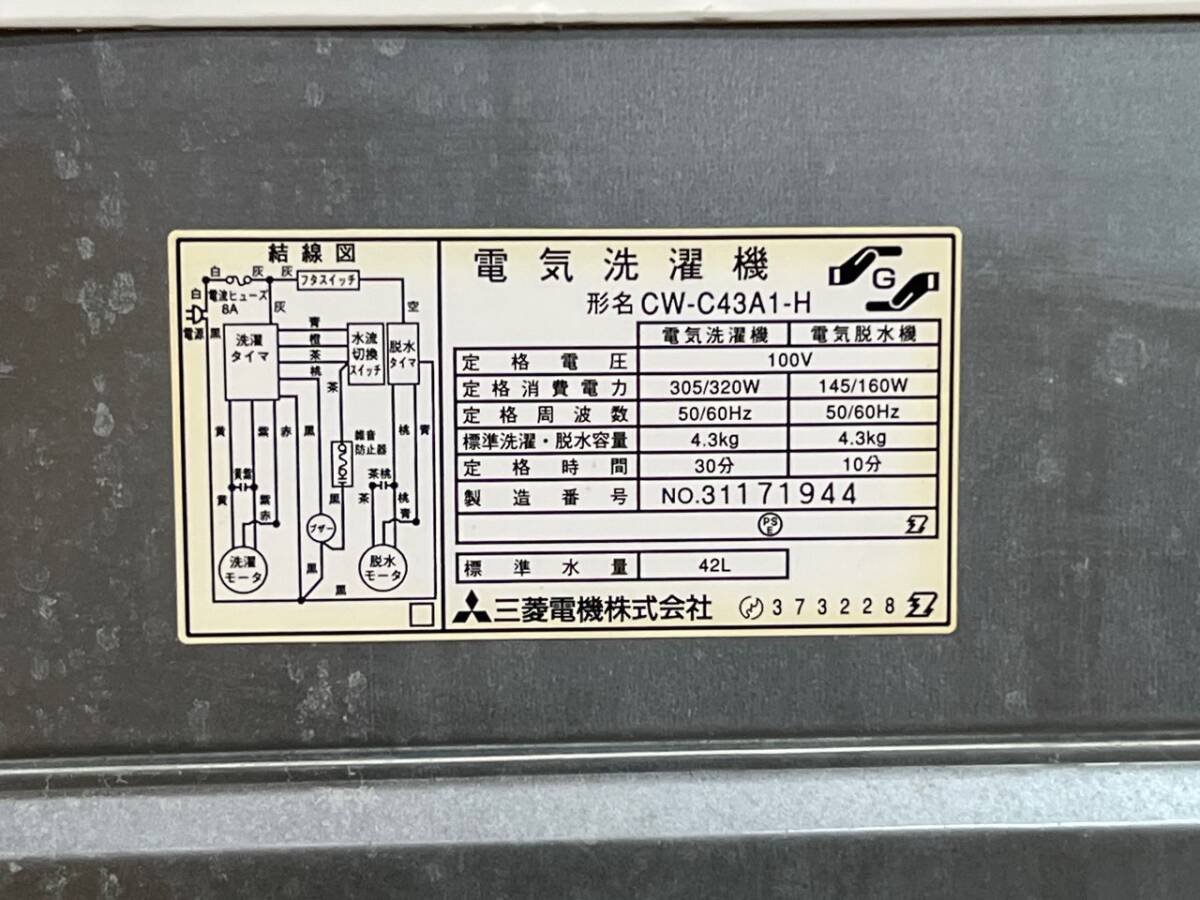 結線図
白 灰 灰 フタスイッチ
白 電流ヒューズ 8A 灰 空
電源 黒
洗濯タイマ
青
橙
茶
桃
水流切換スイッチ
脱水タイマ
茶
黄 紫 赤 黒 雑音防止器 桃 青
黄紫 茶桃
黄 紫 赤 黒 茶 桃 青
ブザー
洗濯モータ
脱水モータ
黒
黒
電気洗濯機
G
形名 CW-C43A1-H
電気洗濯機 電気脱水機
定格電圧 100V
定格消費電力 305/320W 145/160W
定格周波数 50/60Hz 50/60Hz
標準洗濯・脱水容量 4.3kg 4.3kg
定格時間 30分 10分
製造番号 NO.31171944
PSE
標準水量 42L
三菱電機株式会社 373228